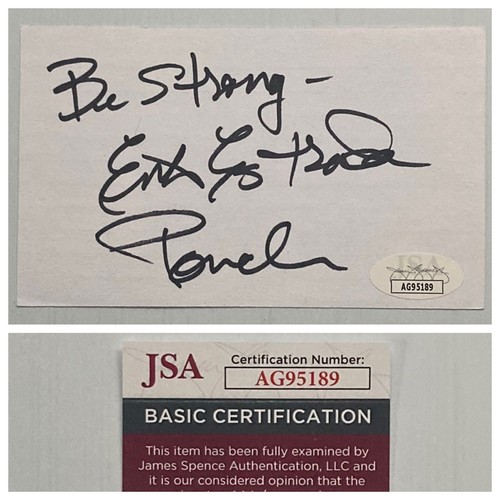 Be Strong -
Erik Estrada
Ponch
JSA
AG95189
JSA
Certification Number:
AG95189
BASIC CERTIFICATION
This item has been fully examined by
James Spence Authentication, LLC and
it is our considered opinion that the